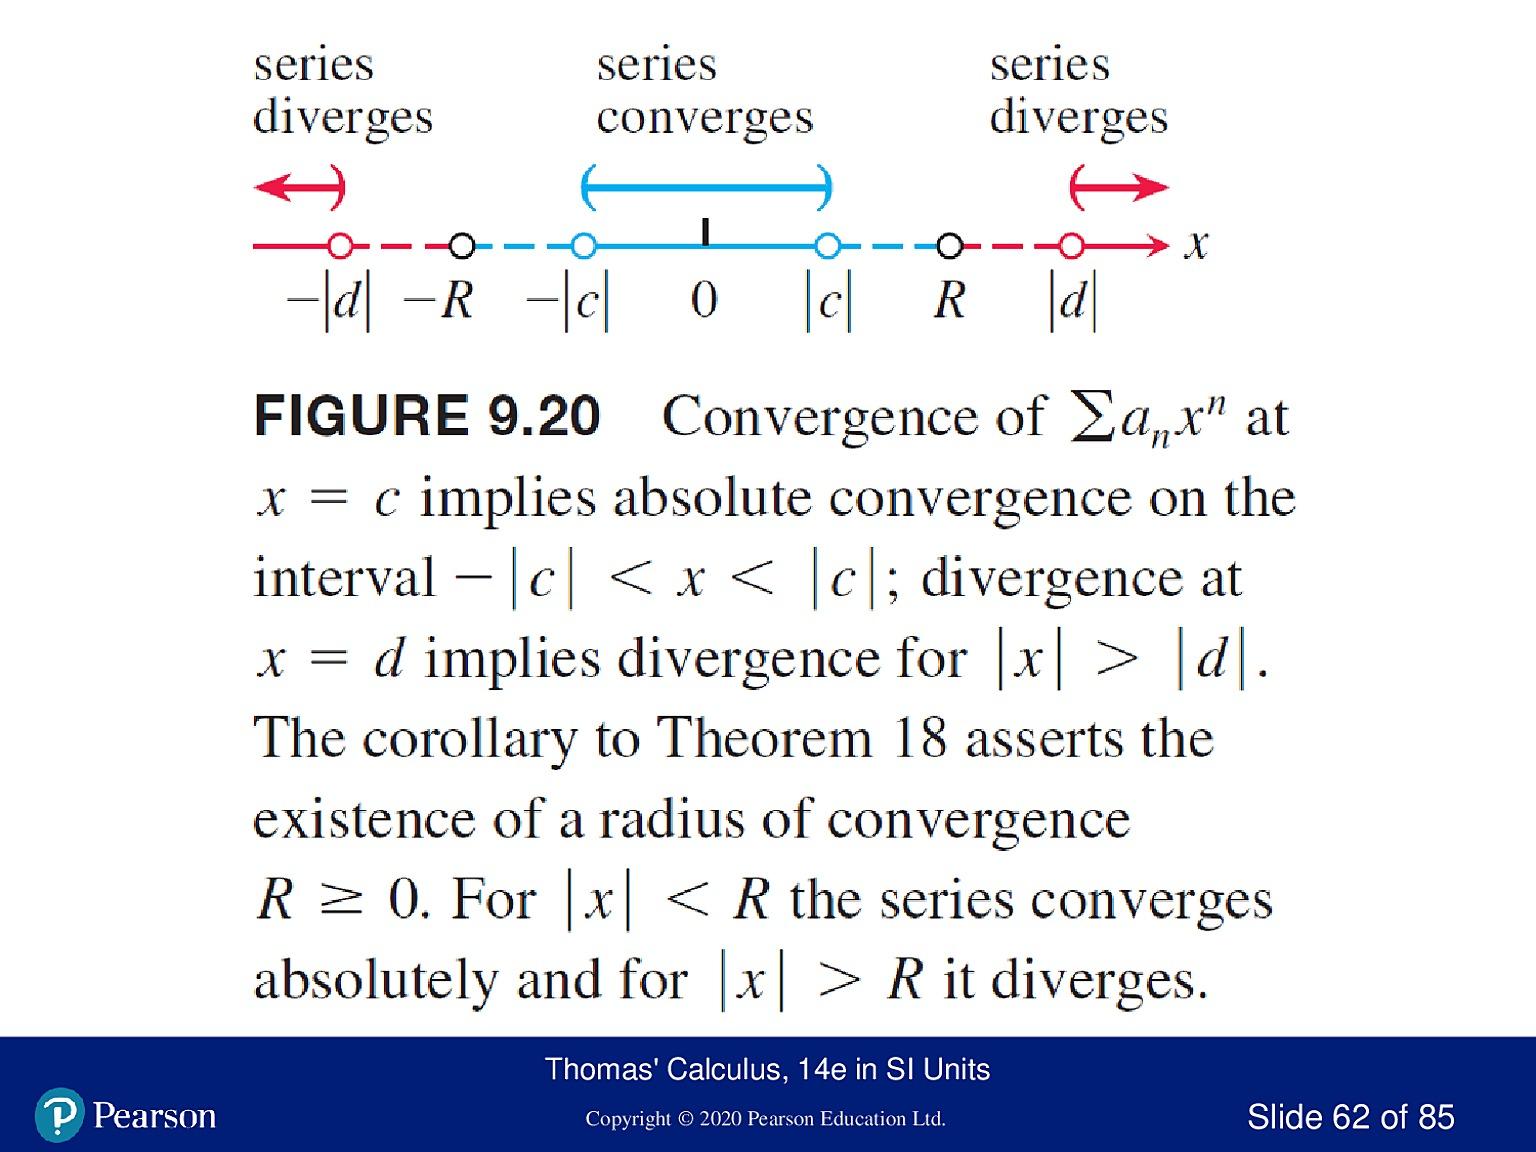 series series series
diverges converges diverges
x
−|d| −R −|c| 0 |c| R |d|
FIGURE 9.20 Convergence of Σaₙxⁿ at
x = c implies absolute convergence on the
interval −|c| < x < |c|; divergence at
x = d implies divergence for |x| > |d|.
The corollary to Theorem 18 asserts the
existence of a radius of convergence
R ≥ 0. For |x| < R the series converges
absolutely and for |x| > R it diverges.
Thomas' Calculus, 14e in SI Units
P Pearson
Copyright © 2020 Pearson Education Ltd.
Slide 62 of 85